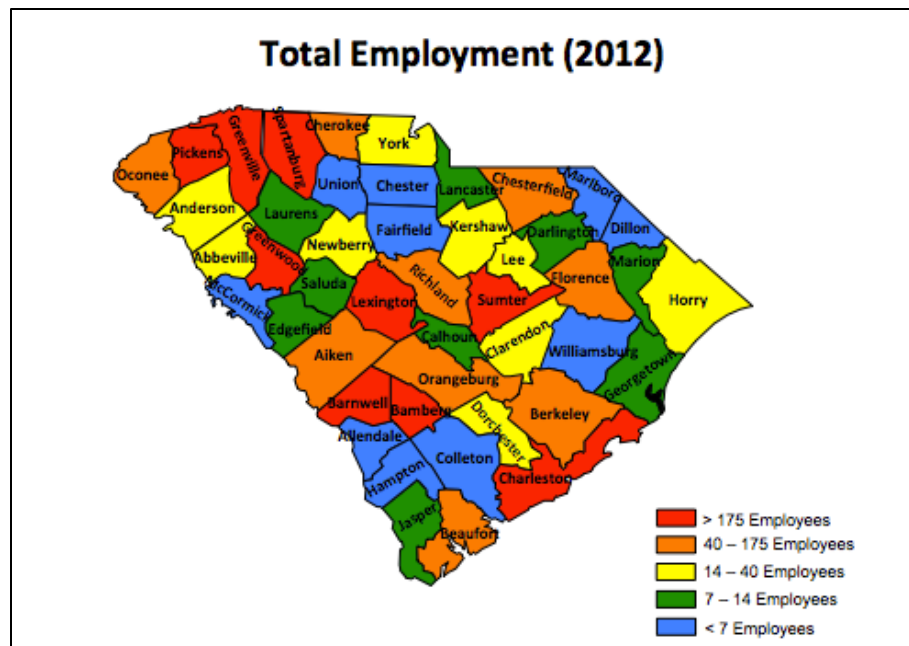 Total Employment (2012)
Cherokee
York
Spartanburg
Greenville
Pickens
Oconee
Union
Chester
Lancaster
Chesterfield
Marlboro
Dillon
Anderson
Laurens
Fairfield
Kershaw
Darlington
Newberry
Lee
Marion
Abbeville
Greenwood
Florence
Horry
Saluda
Richland
Lexington
Sumter
McCormick
Edgefield
Calhoun
Clarendon
Williamsburg
Aiken
Georgetown
Orangeburg
Barnwell
Bamberg
Dorchester
Berkeley
Allendale
Colleton
Hampton
Charleston
Jasper
Beaufort
> 175 Employees
40 – 175 Employees
14 – 40 Employees
7 – 14 Employees
< 7 Employees